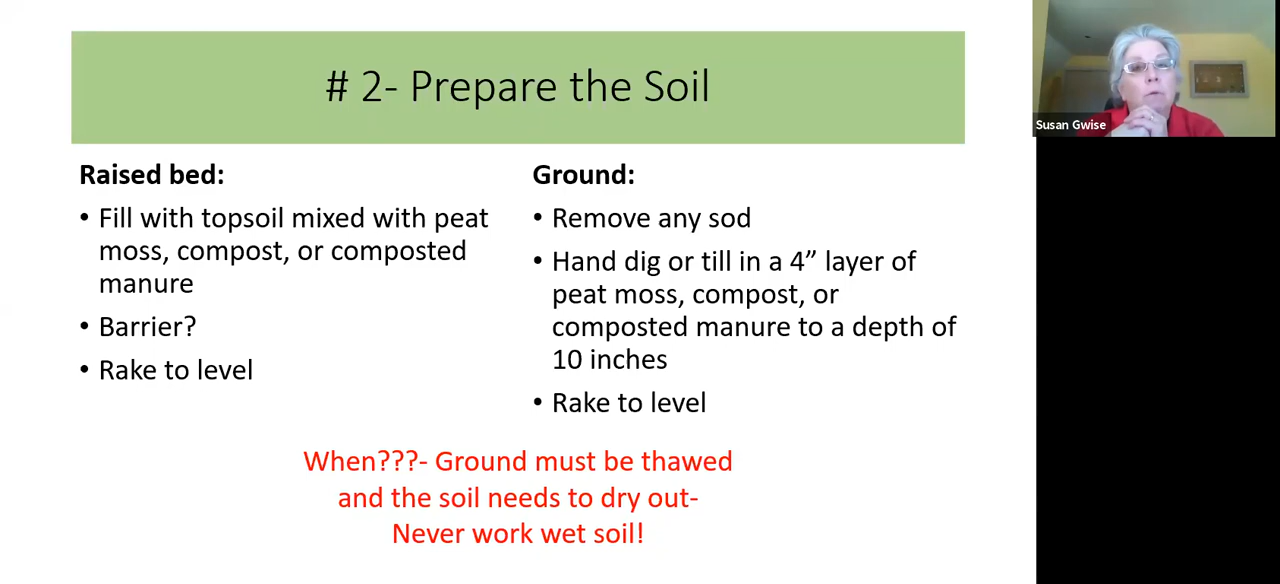 # 2- Prepare the Soil
Raised bed:
• Fill with topsoil mixed with peat
moss, compost, or composted
manure
• Barrier?
• Rake to level
Ground:
• Remove any sod
• Hand dig or till in a 4” layer of
peat moss, compost, or
composted manure to a depth of
10 inches
• Rake to level
When???- Ground must be thawed
and the soil needs to dry out-
Never work wet soil!
Susan Gwise